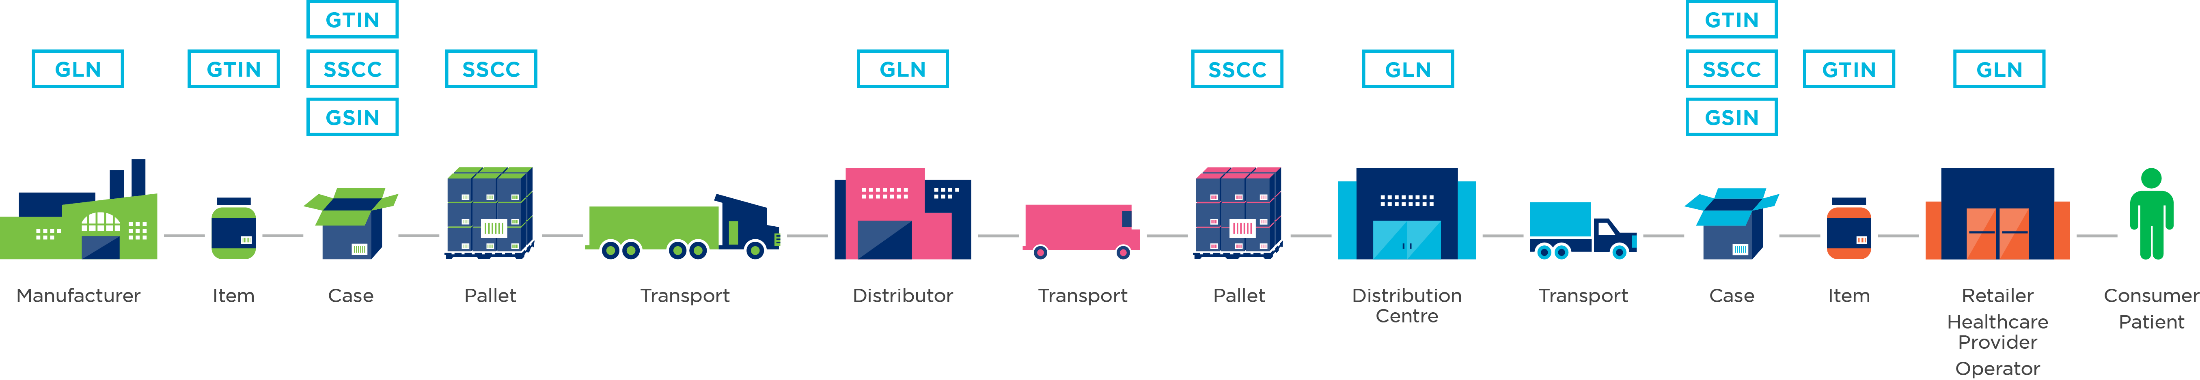 GTIN
GTIN
GLN
GTIN
SSCC
SSCC
GLN
SSCC
GLN
SSCC
GTIN
GLN
GSIN
GSIN
Manufacturer
Item
Case
Pallet
Transport
Distributor
Transport
Pallet
Distribution
Centre
Transport
Case
Item
Retailer
Healthcare
Provider
Operator
Consumer
Patient